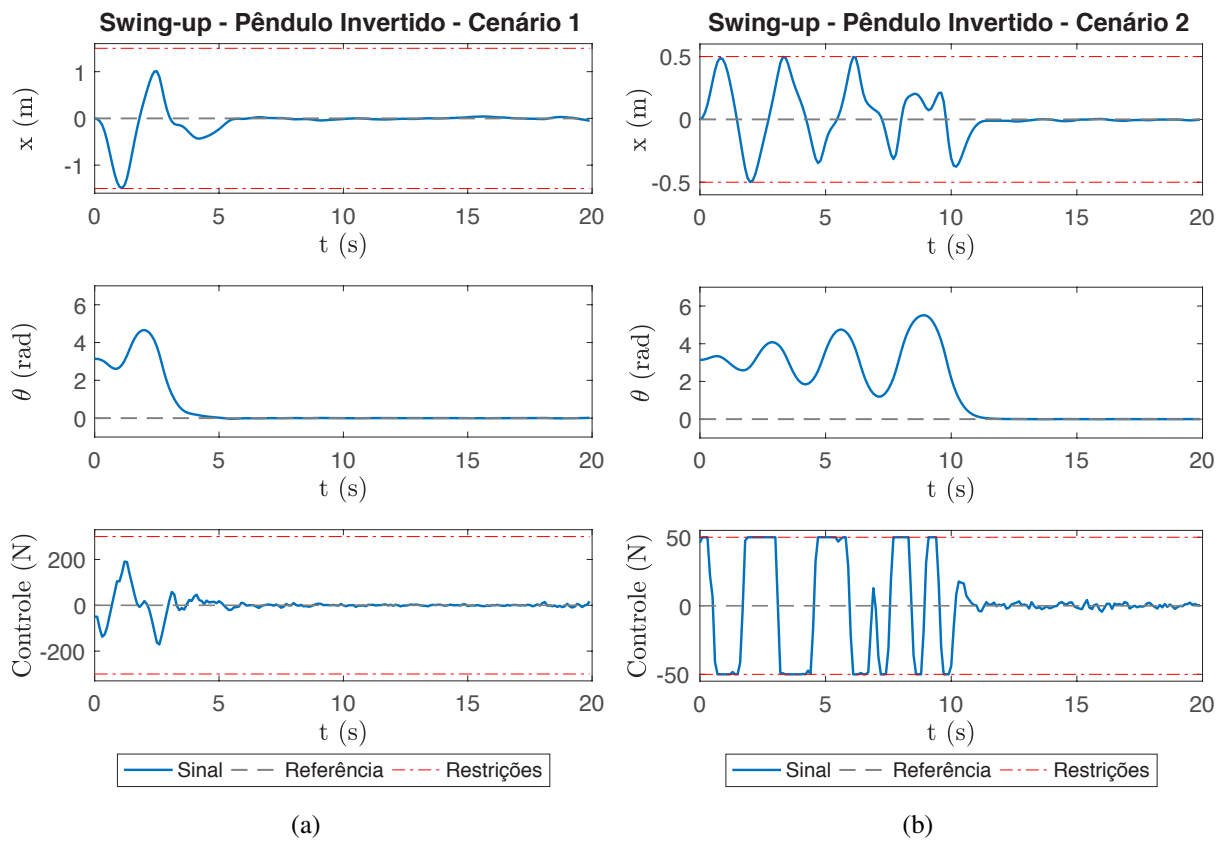 Swing-up - Pêndulo Invertido - Cenário 1
1
0
-1
x (m)
0 5 10 15 20
t (s)
6
4
2
0
θ (rad)
0 5 10 15 20
t (s)
200
0
-200
Controle (N)
0 5 10 15 20
t (s)
Sinal Referência Restrições
(a)
Swing-up - Pêndulo Invertido - Cenário 2
0.5
0
-0.5
x (m)
0 5 10 15 20
t (s)
6
4
2
0
θ (rad)
0 5 10 15 20
t (s)
50
0
-50
Controle (N)
0 5 10 15 20
t (s)
Sinal Referência Restrições
(b)